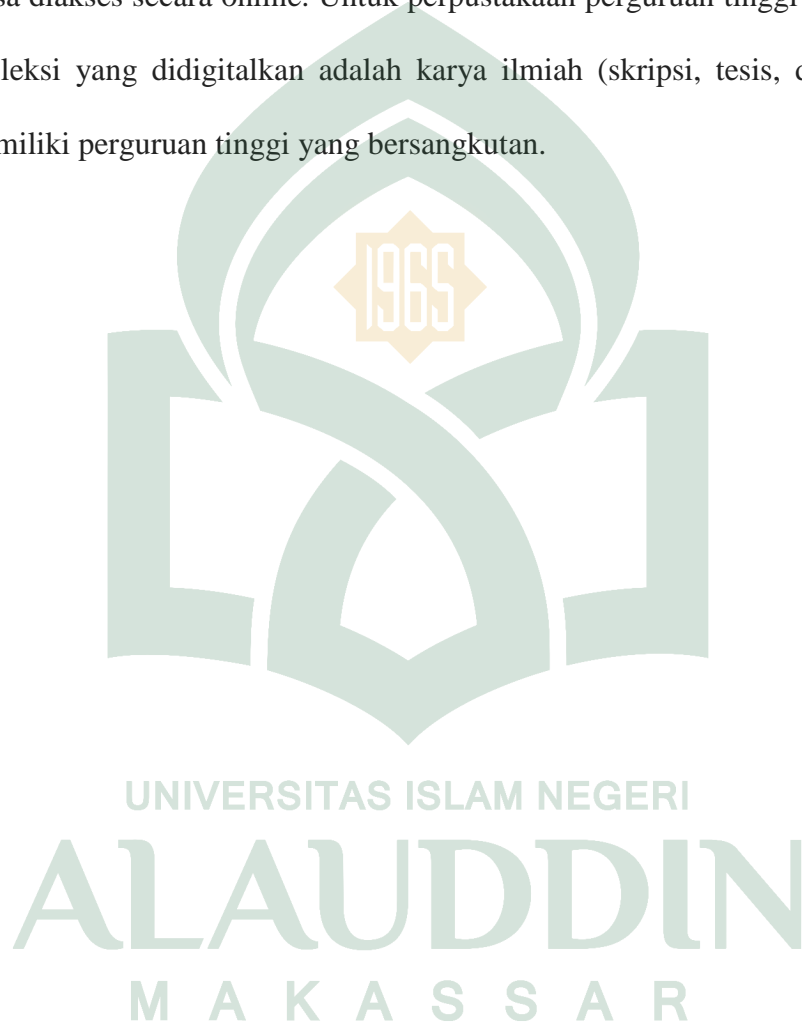 sa diakses secara online. Untuk perpustakaan perguruan tinggi
leksi yang didigitalkan adalah karya ilmiah (skripsi, tesis, d
miliki perguruan tinggi yang bersangkutan.
1965
UNIVERSITAS ISLAM NEGERI
ALAUDDIN
MAKASSAR